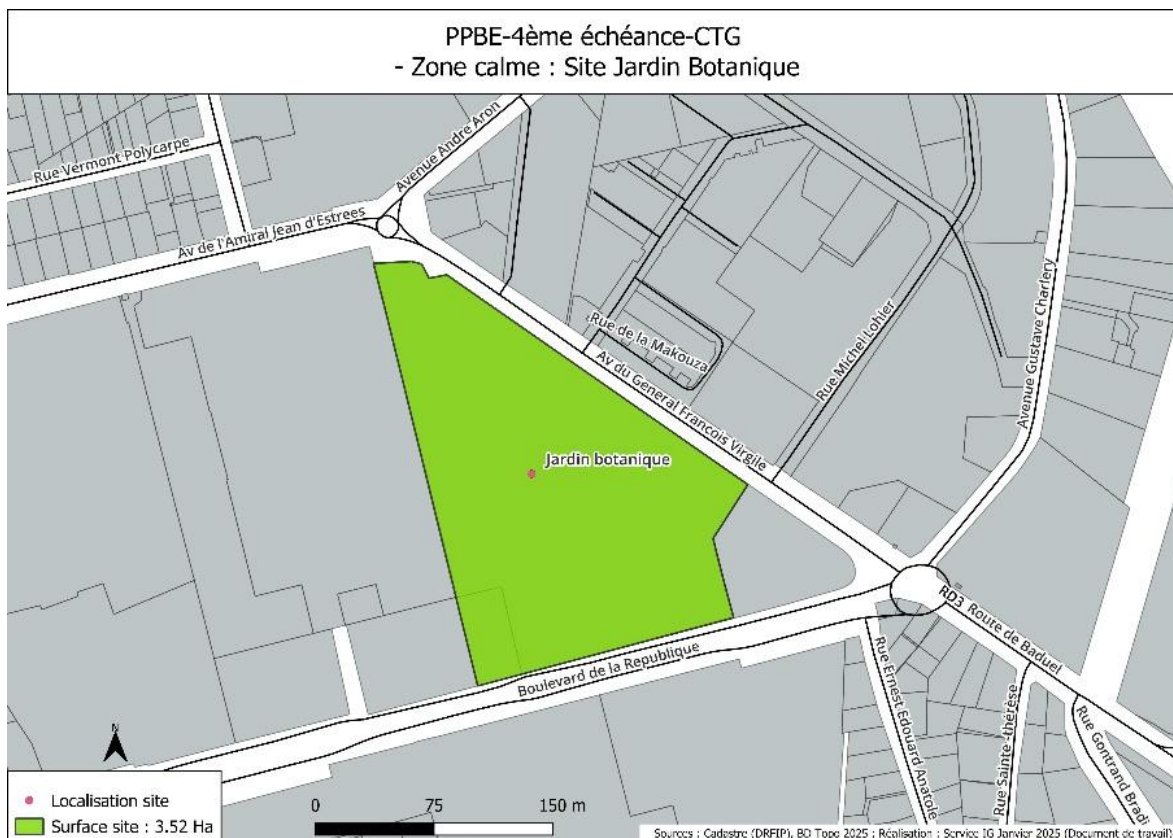 PPBE-4ème échéance-CTG
- Zone calme : Site Jardin Botanique
Rue Vermont Polycarpe
Avenue Andre Aron
Av de l'Amiral Jean d'Estrees
Rue de la Makouza
Av du General Francois Virgile
Rue Michel Lohier
Avenue Gustave Charlery
Jardin botanique
Boulevard de la Republique
RD3 Route de Baduel
Rue Ernest Edouard Anatole
Rue Sainte-thérèse
Rue Gontrand Bradi
N
Localisation site
Surface site : 3.52 Ha
0 75 150 m
Sources : Cadastre (DRFIP), BD Topo 2025 ; Réalisation : Service IG Janvier 2025 (Document de travail)